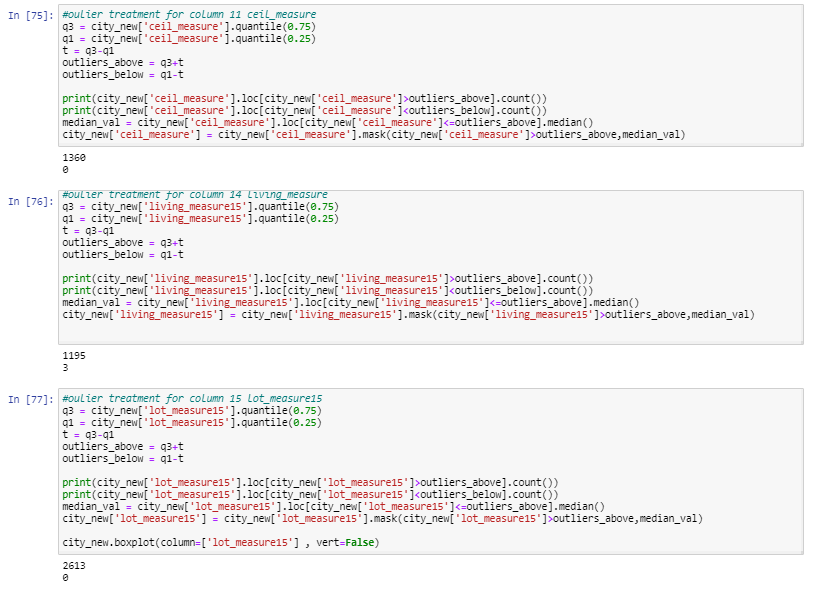 In [75]:
#oulier treatment for column 11 ceil_measure
q3 = city_new['ceil_measure'].quantile(0.75)
q1 = city_new['ceil_measure'].quantile(0.25)
t = q3-q1
outliers_above = q3+t
outliers_below = q1-t
print(city_new['ceil_measure'].loc[city_new['ceil_measure']>outliers_above].count())
print(city_new['ceil_measure'].loc[city_new['ceil_measure']<outliers_below].count())
median_val = city_new['ceil_measure'].loc[city_new['ceil_measure']<=outliers_above].median()
city_new['ceil_measure'] = city_new['ceil_measure'].mask(city_new['ceil_measure']>outliers_above,median_val)
1360
0
In [76]:
#oulier treatment for column 14 living_measure
q3 = city_new['living_measure15'].quantile(0.75)
q1 = city_new['living_measure15'].quantile(0.25)
t = q3-q1
outliers_above = q3+t
outliers_below = q1-t
print(city_new['living_measure15'].loc[city_new['living_measure15']>outliers_above].count())
print(city_new['living_measure15'].loc[city_new['living_measure15']<outliers_below].count())
median_val = city_new['living_measure15'].loc[city_new['living_measure15']<=outliers_above].median()
city_new['living_measure15'] = city_new['living_measure15'].mask(city_new['living_measure15']>outliers_above,median_val)
1195
3
In [77]:
#oulier treatment for column 15 lot_measure15
q3 = city_new['lot_measure15'].quantile(0.75)
q1 = city_new['lot_measure15'].quantile(0.25)
t = q3-q1
outliers_above = q3+t
outliers_below = q1-t
print(city_new['lot_measure15'].loc[city_new['lot_measure15']>outliers_above].count())
print(city_new['lot_measure15'].loc[city_new['lot_measure15']<outliers_below].count())
median_val = city_new['lot_measure15'].loc[city_new['lot_measure15']<=outliers_above].median()
city_new['lot_measure15'] = city_new['lot_measure15'].mask(city_new['lot_measure15']>outliers_above,median_val)
city_new.boxplot(column=['lot_measure15'] , vert=False)
2613
0